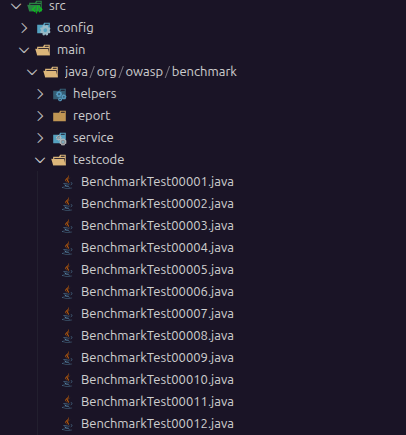 src
config
main
java/org/owasp/benchmark
helpers
report
service
testcode
BenchmarkTest00001.java
BenchmarkTest00002.java
BenchmarkTest00003.java
BenchmarkTest00004.java
BenchmarkTest00005.java
BenchmarkTest00006.java
BenchmarkTest00007.java
BenchmarkTest00008.java
BenchmarkTest00009.java
BenchmarkTest00010.java
BenchmarkTest00011.java
BenchmarkTest00012.java